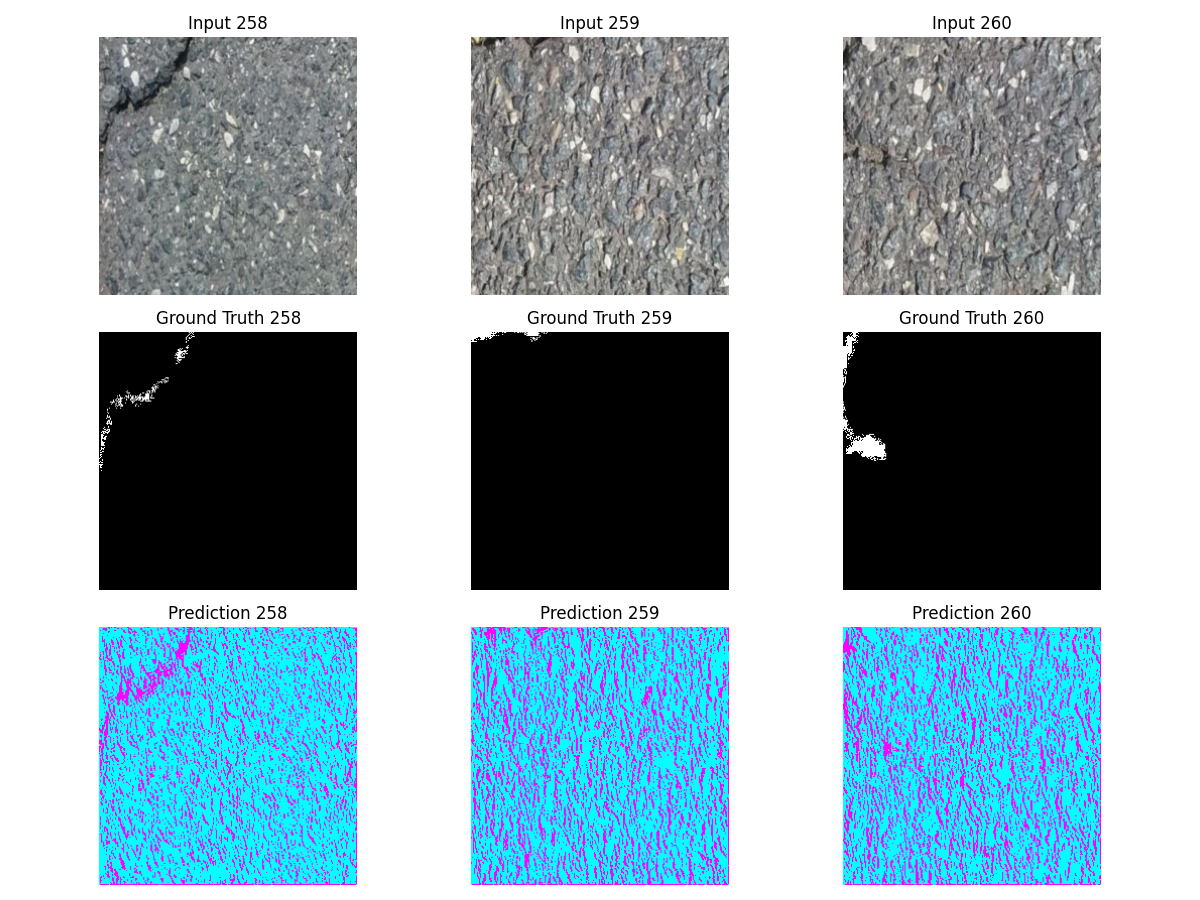 Input 258
Input 259
Input 260
Ground Truth 258
Ground Truth 259
Ground Truth 260
Prediction 258
Prediction 259
Prediction 260